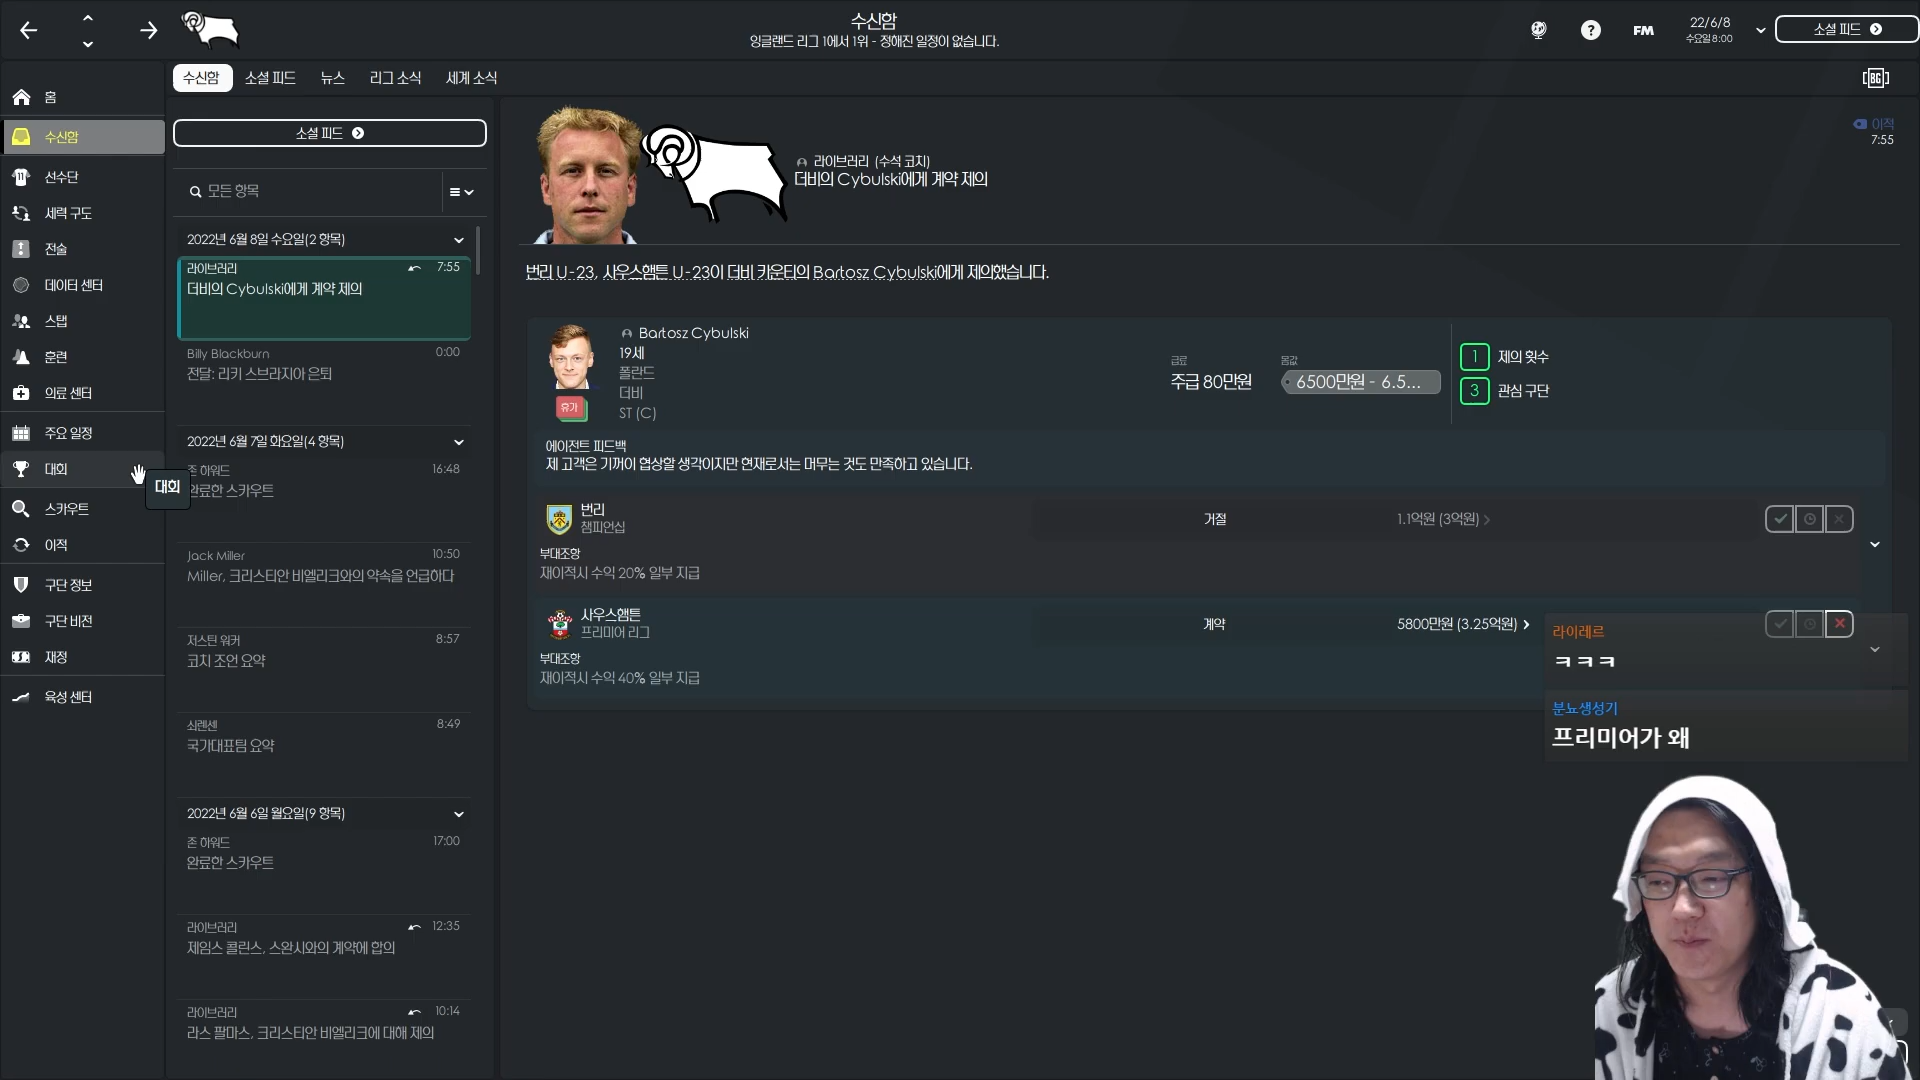 수신함
잉글랜드 리그 1에서 1위 - 정해진 일정이 없습니다.
FM
22/6/8
수요일 8:00
소셜 피드
수신함
소셜 피드
뉴스
리그 소식
세계 소식
BG
홈
수신함
선수단
세력 구도
전술
데이터 센터
스탭
훈련
의료 센터
주요 일정
대회
스카우트
이적
구단 정보
구단 비전
재정
육성 센터
대회
소셜 피드
모든 항목
2022년 6월 8일 수요일(2 항목)
라이브러리 7:55
더비의 Cybulski에게 계약 제의
Billy Blackburn 0:00
전달: 리키 스브라지아 은퇴
2022년 6월 7일 화요일(4 항목)
존 하워드 16:48
완료한 스카우트
Jack Miller 10:50
Miller, 크리스티안 비엘리크와의 약속을 언급하다
저스틴 워커 8:57
코치 조언 요약
쇠렌센 8:49
국가대표팀 요약
2022년 6월 6일 월요일(9 항목)
존 하워드 17:00
완료한 스카우트
라이브러리 12:35
제임스 콜린스, 스완시와의 계약에 합의
라이브러리 10:14
라스 팔마스, 크리스티안 비엘리크에 대해 제의
라이브러리 (수석 코치)
더비의 Cybulski에게 계약 제의
이적
7:55
번리 U-23, 사우스햄튼 U-23이 더비 카운티의 Bartosz Cybulski에게 제의했습니다.
Bartosz Cybulski
19세
폴란드
더비
ST (C)
휴가
급료
주급 80만원
몸값
6500만원 - 6.5...
1 제의 횟수
3 관심 구단
에이전트 피드백
제 고객은 기꺼이 협상할 생각이지만 현재로서는 머무는 것도 만족하고 있습니다.
번리
챔피언십
거절
1.1억원 (3억원)
부대조항
재이적시 수익 20% 일부 지급
사우스햄튼
프리미어 리그
계약
5800만원 (3.25억원)
부대조항
재이적시 수익 40% 일부 지급
라이레르
ㅋㅋㅋ
분뇨생성기
프리미어가 왜